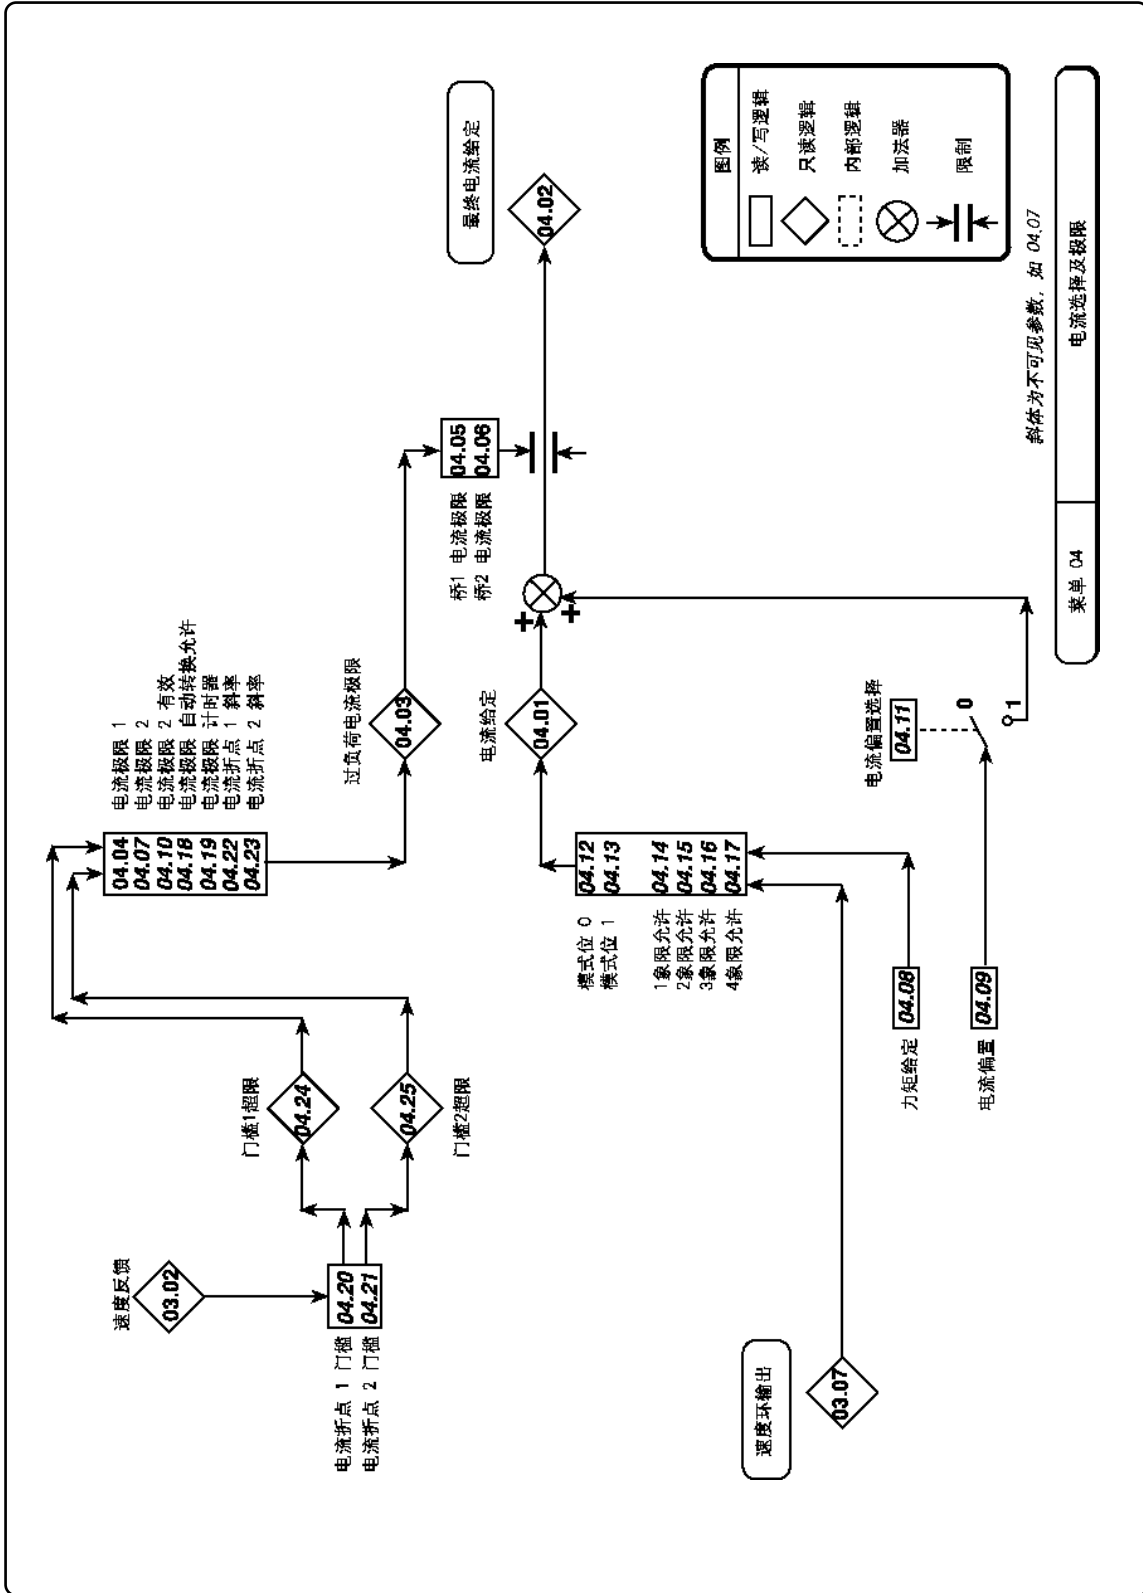 速度反馈
03.02
电流折点 1 门槛
电流折点 2 门槛
04.20
04.21
门槛1超限
04.24
04.25
门槛2超限
04.04
04.07
04.10
04.18
04.19
04.22
04.23
电流极限 1
电流极限 2
电流极限 2 有效
电流极限 自动转换允许
电流极限 计时器
电流折点 1 斜率
电流折点 2 斜率
过负荷电流极限
04.03
桥1 电流极限
桥2 电流极限
04.05
04.06
最终电流给定
04.02
速度环输出
03.07
模式位 0
模式位 1
1象限允许
2象限允许
3象限允许
4象限允许
04.12
04.13
04.14
04.15
04.16
04.17
电流给定
04.01
+
+
力矩给定
04.08
电流偏置
04.09
电流偏置选择
04.11
0
1
图例
读/写逻辑
只读逻辑
内部逻辑
加法器
限制
斜体为不可见参数，如 04.07
菜单 04
电流选择及极限